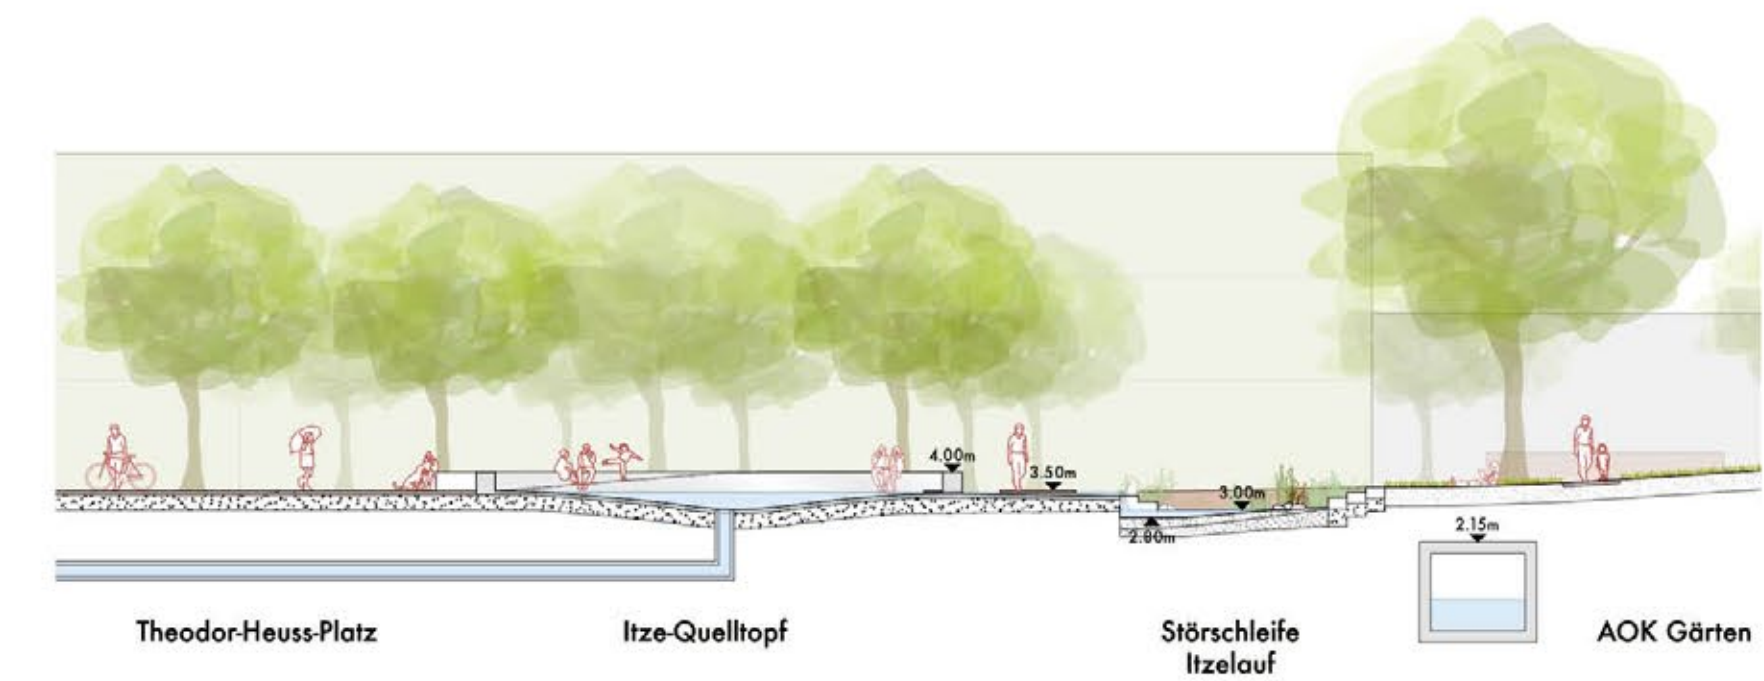 4.00m
3.50m
3.00m
2.80m
2.15m
Theodor-Heuss-Platz
Itze-Quelltopf
Störschleife
Itzelauf
AOK Gärten